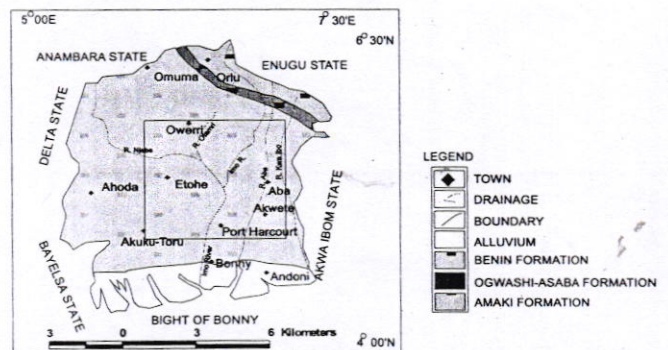 5°00'E
7°30'E
6°30'N
ANAMBARA STATE
ENUGU STATE
Omuma
Orlu
DELTA STATE
Owerri
Ahoda
Etohe
Aba
Akwete
Port Harcourt
Akuku-Toru
AKWA IBOM STATE
BAYELSA STATE
Bonny
Andoni
BIGHT OF BONNY
3 0 3 6 Kilometers
4°00'N
LEGEND
TOWN
DRAINAGE
BOUNDARY
ALLUVIUM
BENIN FORMATION
OGWASHI-ASABA FORMATION
AMAKI FORMATION